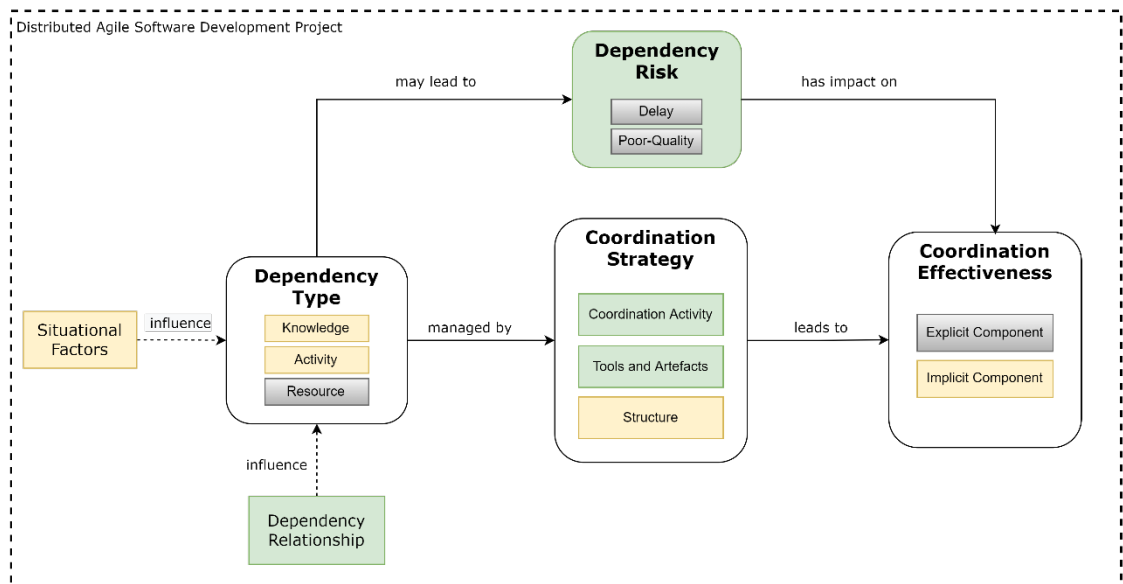 Distributed Agile Software Development Project
Dependency
Risk
Delay
Poor-Quality
may lead to
has impact on
Situational
Factors
influence
Dependency
Type
Knowledge
Activity
Resource
managed by
Coordination
Strategy
Coordination Activity
Tools and Artefacts
Structure
leads to
Coordination
Effectiveness
Explicit Component
Implicit Component
influence
Dependency
Relationship